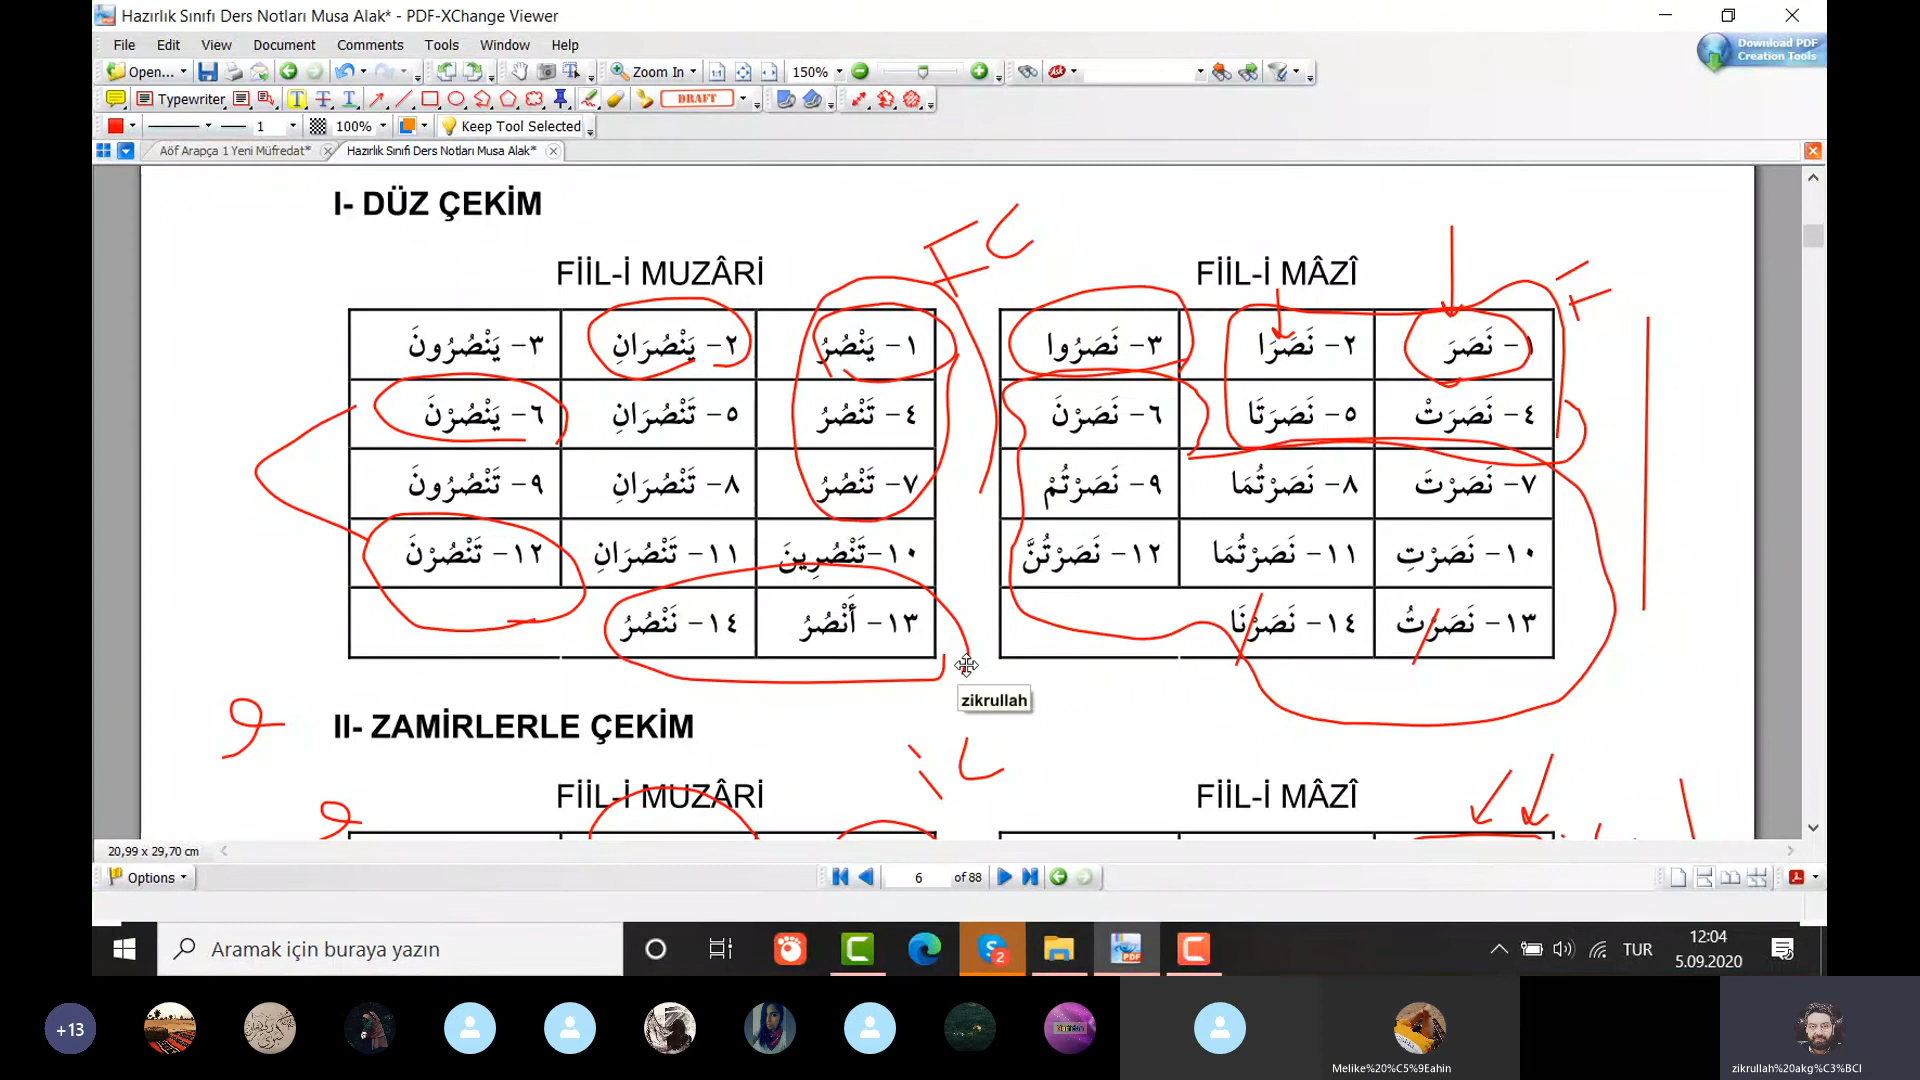 Hazırlık Sınıfı Ders Notları Musa Alak* - PDF-XChange Viewer
File Edit View Document Comments Tools Window Help
Download PDF
Creation Tools
Open... Zoom In 150%
Typewriter DRAFT
1 100% Keep Tool Selected
Aöf Arapça 1 Yeni Müfredat* Hazırlık Sınıfı Ders Notları Musa Alak*
I- DÜZ ÇEKİM
FİİL-İ MUZÂRİ FİİL-İ MÂZÎ
١- نَصَرَ ٢- نَصَرَا ٣- نَصَرُوا
٤- نَصَرَتْ ٥- نَصَرَتَا ٦- نَصَرْنَ
٧- نَصَرْتَ ٨- نَصَرْتُمَا ٩- نَصَرْتُمْ
١٠- نَصَرْتِ ١١- نَصَرْتُمَا ١٢- نَصَرْتُنَّ
١٣- نَصَرْتُ ١٤- نَصَرْنَا
١- يَنْصُرُ ٢- يَنْصُرَانِ ٣- يَنْصُرُونَ
٤- تَنْصُرُ ٥- تَنْصُرَانِ ٦- يَنْصُرْنَ
٧- تَنْصُرُ ٨- تَنْصُرَانِ ٩- تَنْصُرُونَ
١٠-تَنْصُرِينَ ١١- تَنْصُرَانِ ١٢- تَنْصُرْنَ
١٣- أَنْصُرُ ١٤- نَنْصُرُ
zikrullah
II- ZAMİRLERLE ÇEKİM
FİİL-İ MUZÂRİ FİİL-İ MÂZÎ
20,99 x 29,70 cm
Options 6 of 88
Aramak için buraya yazın
2
PDF
TUR
12:04
5.09.2020
+13
Melike%20%C5%9Eahin
zikrullah%20akg%C3%BCl